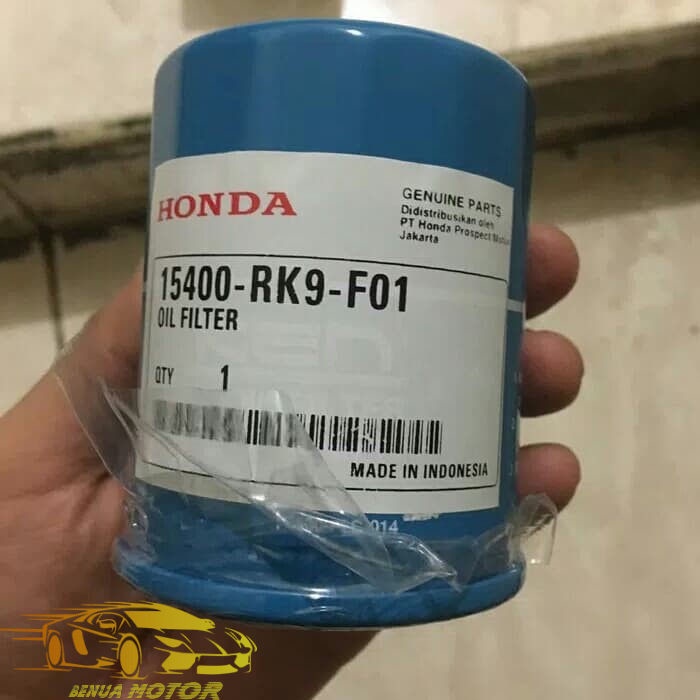 HONDA
GENUINE PARTS
Didistribusikan oleh
PT Honda Prospect Motor
Jakarta
15400-RK9-F01
OIL FILTER
QTY 1
MADE IN INDONESIA
014
BENUA MOTOR